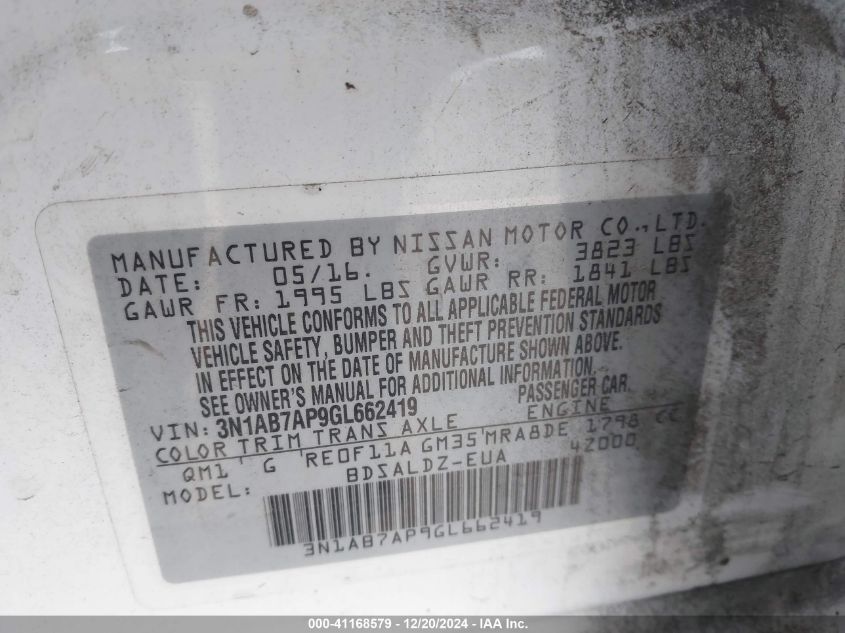 MANUFACTURED BY NISSAN MOTOR CO.,LTD.
DATE: 05/16. GVWR: 3823 LBS
GAWR FR: 1995 LBS GAWR RR: 1841 LBS
THIS VEHICLE CONFORMS TO ALL APPLICABLE FEDERAL MOTOR
VEHICLE SAFETY, BUMPER AND THEFT PREVENTION STANDARDS
IN EFFECT ON THE DATE OF MANUFACTURE SHOWN ABOVE.
SEE OWNER'S MANUAL FOR ADDITIONAL INFORMATION.
VIN: 3N1AB7AP9GL662419 PASSENGER CAR.
COLOR TRIM TRANS AXLE ENGINE
QM1 G RE0F11A GM35 MRA8DE 1798 CC
MODEL: BDSALDZ-EUA 42000
3N1AB7AP9GL662419
000-41168579 | 12/20/2024 - IAA Inc.